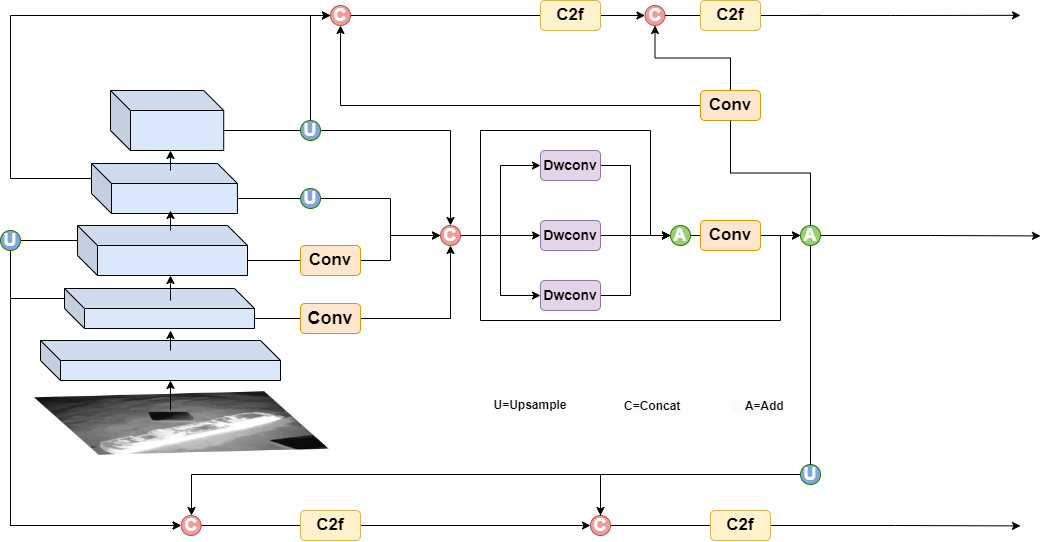 C
C2f
C
C2f
Conv
U
Dwconv
U
U
C
Dwconv
A
Conv
A
Conv
Dwconv
Conv
U=Upsample C=Concat A=Add
U
C
C2f
C
C2f